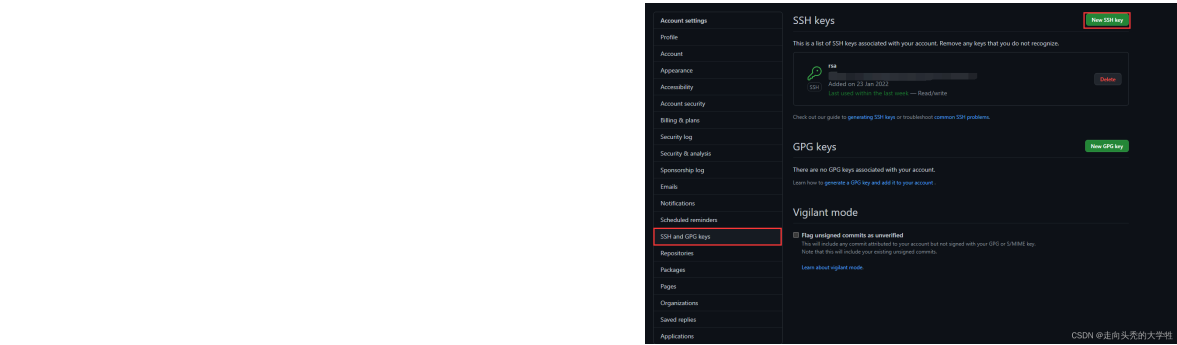 Account settings
Profile
Account
Appearance
Accessibility
Account security
Billing & plans
Security log
Security & analysis
Sponsorship log
Emails
Notifications
Scheduled reminders
SSH and GPG keys
Repositories
Packages
Pages
Organizations
Saved replies
Applications
SSH keys
New SSH key
This is a list of SSH keys associated with your account. Remove any keys that you do not recognize.
rsa
SSH
Added on 23 Jan 2022
Last used within the last week — Read/write
Delete
Check out our guide to generating SSH keys or troubleshoot common SSH problems.
GPG keys
New GPG key
There are no GPG keys associated with your account.
Learn how to generate a GPG key and add it to your account .
Vigilant mode
Flag unsigned commits as unverified
This will include any commit attributed to your account but not signed with your GPG or S/MIME key.
Note that this will include your existing unsigned commits.
Learn about vigilant mode.
CSDN @走向头秃的大学牲